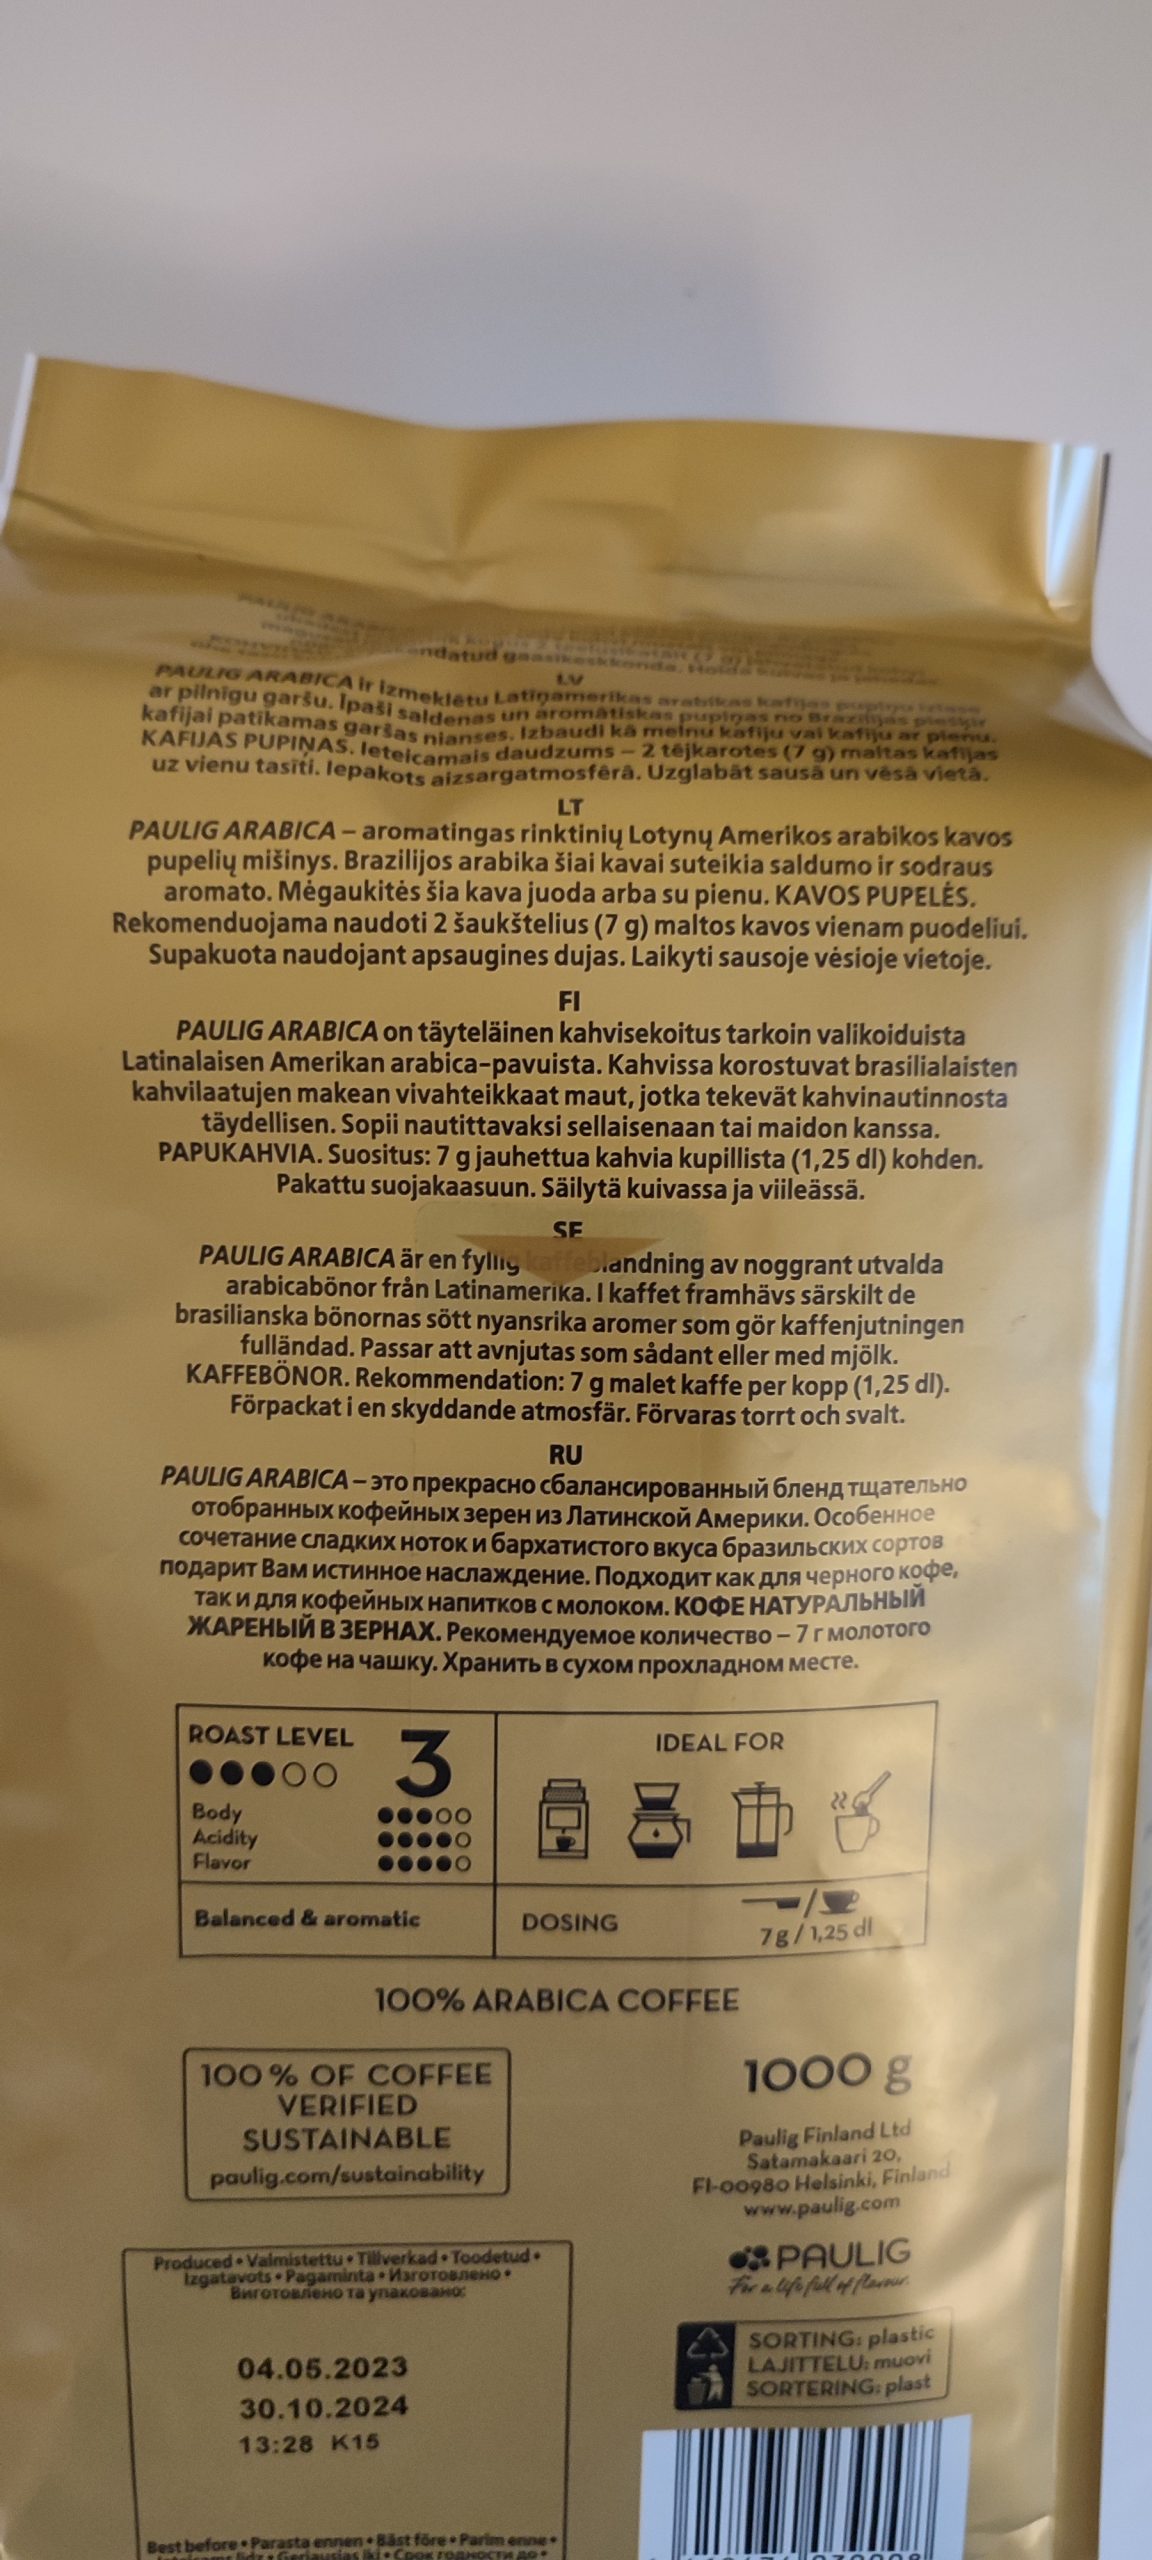 LV
PAULIG ARABICA ir izmeklētu Latīņamerikas arabikas kafijas pupiņu izlase
ar pilnīgu garšu. Īpaši saldenas un aromātiskas pupiņas no Brazīlijas piešķir
kafijai patīkamas garšas nianses. Izbaudi kā melnu kafiju vai kafiju ar pienu.
KAFIJAS PUPIŅAS. Ieteicamais daudzums – 2 tējkarotes (7 g) maltas kafijas
uz vienu tasīti. Iepakots aizsargatmosfērā. Uzglabāt sausā un vēsā vietā.
LT
PAULIG ARABICA – aromatingas rinktinių Lotynų Amerikos arabikos kavos
pupelių mišinys. Brazilijos arabika šiai kavai suteikia saldumo ir sodraus
aromato. Mėgaukitės šia kava juoda arba su pienu. KAVOS PUPELĖS.
Rekomenduojama naudoti 2 šaukštelius (7 g) maltos kavos vienam puodeliui.
Supakuota naudojant apsaugines dujas. Laikyti sausoje vėsioje vietoje.
FI
PAULIG ARABICA on täyteläinen kahvisekoitus tarkoin valikoiduista
Latinalaisen Amerikan arabica-pavuista. Kahvissa korostuvat brasilialaisten
kahvilaatujen makean vivahteikkaat maut, jotka tekevät kahvinautinnosta
täydellisen. Sopii nautittavaksi sellaisenaan tai maidon kanssa.
PAPUKAHVIA. Suositus: 7 g jauhettua kahvia kupillista (1,25 dl) kohden.
Pakattu suojakaasuun. Säilytä kuivassa ja viileässä.
SE
PAULIG ARABICA är en fyllig kaffeblandning av noggrant utvalda
arabicabönor från Latinamerika. I kaffet framhävs särskilt de
brasilianska bönornas sött nyansrika aromer som gör kaffenjutningen
fulländad. Passar att avnjutas som sådant eller med mjölk.
KAFFEBÖNOR. Rekommendation: 7 g malet kaffe per kopp (1,25 dl).
Förpackat i en skyddande atmosfär. Förvaras torrt och svalt.
RU
PAULIG ARABICA – это прекрасно сбалансированный бленд тщательно
отобранных кофейных зерен из Латинской Америки. Особенное
сочетание сладких ноток и бархатистого вкуса бразильских сортов
подарит Вам истинное наслаждение. Подходит как для черного кофе,
так и для кофейных напитков с молоком. КОФЕ НАТУРАЛЬНЫЙ
ЖАРЕНЫЙ В ЗЕРНАХ. Рекомендуемое количество – 7 г молотого
кофе на чашку. Хранить в сухом прохладном месте.
ROAST LEVEL 3
Body
Acidity
Flavor
Balanced & aromatic
IDEAL FOR
DOSING
7g / 1,25 dl
100% ARABICA COFFEE
100% OF COFFEE
VERIFIED
SUSTAINABLE
paulig.com/sustainability
1000 g
Paulig Finland Ltd
Satamakaari 20,
FI-00980 Helsinki, Finland
www.paulig.com
PAULIG
For a life full of flavour.
SORTING: plastic
LAJITTELU: muovi
SORTERING: plast
Produced • Valmistettu • Tillverkad • Toodetud •
Izgatavots • Pagaminta • Изготовлено •
Виготовлено та упаковано:
04.05.2023
30.10.2024
13:28 K15
Best before • Parasta ennen • Bäst före • Parim enne •
Geriausias iki • Срок годности до •